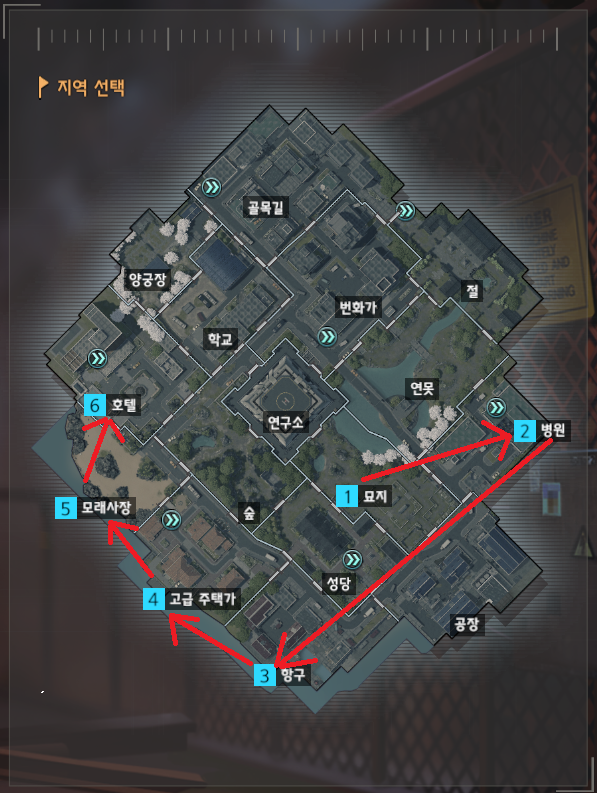 지역 선택
골목길
양궁장
절
번화가
학교
연못
6 호텔
연구소
2 병원
1 묘지
5 모래사장
숲
성당
4 고급 주택가
공장
3 항구